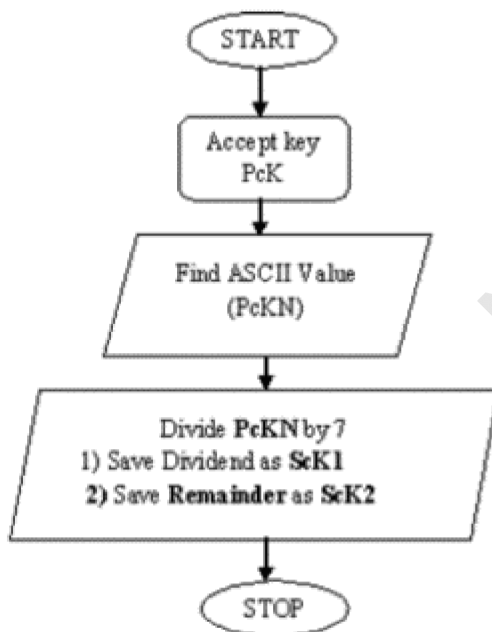 START
Accept key
PcK
Find ASCII Value
(PcKN)
Divide PcKN by 7
1) Save Dividend as ScK1
2) Save Remainder as ScK2
STOP